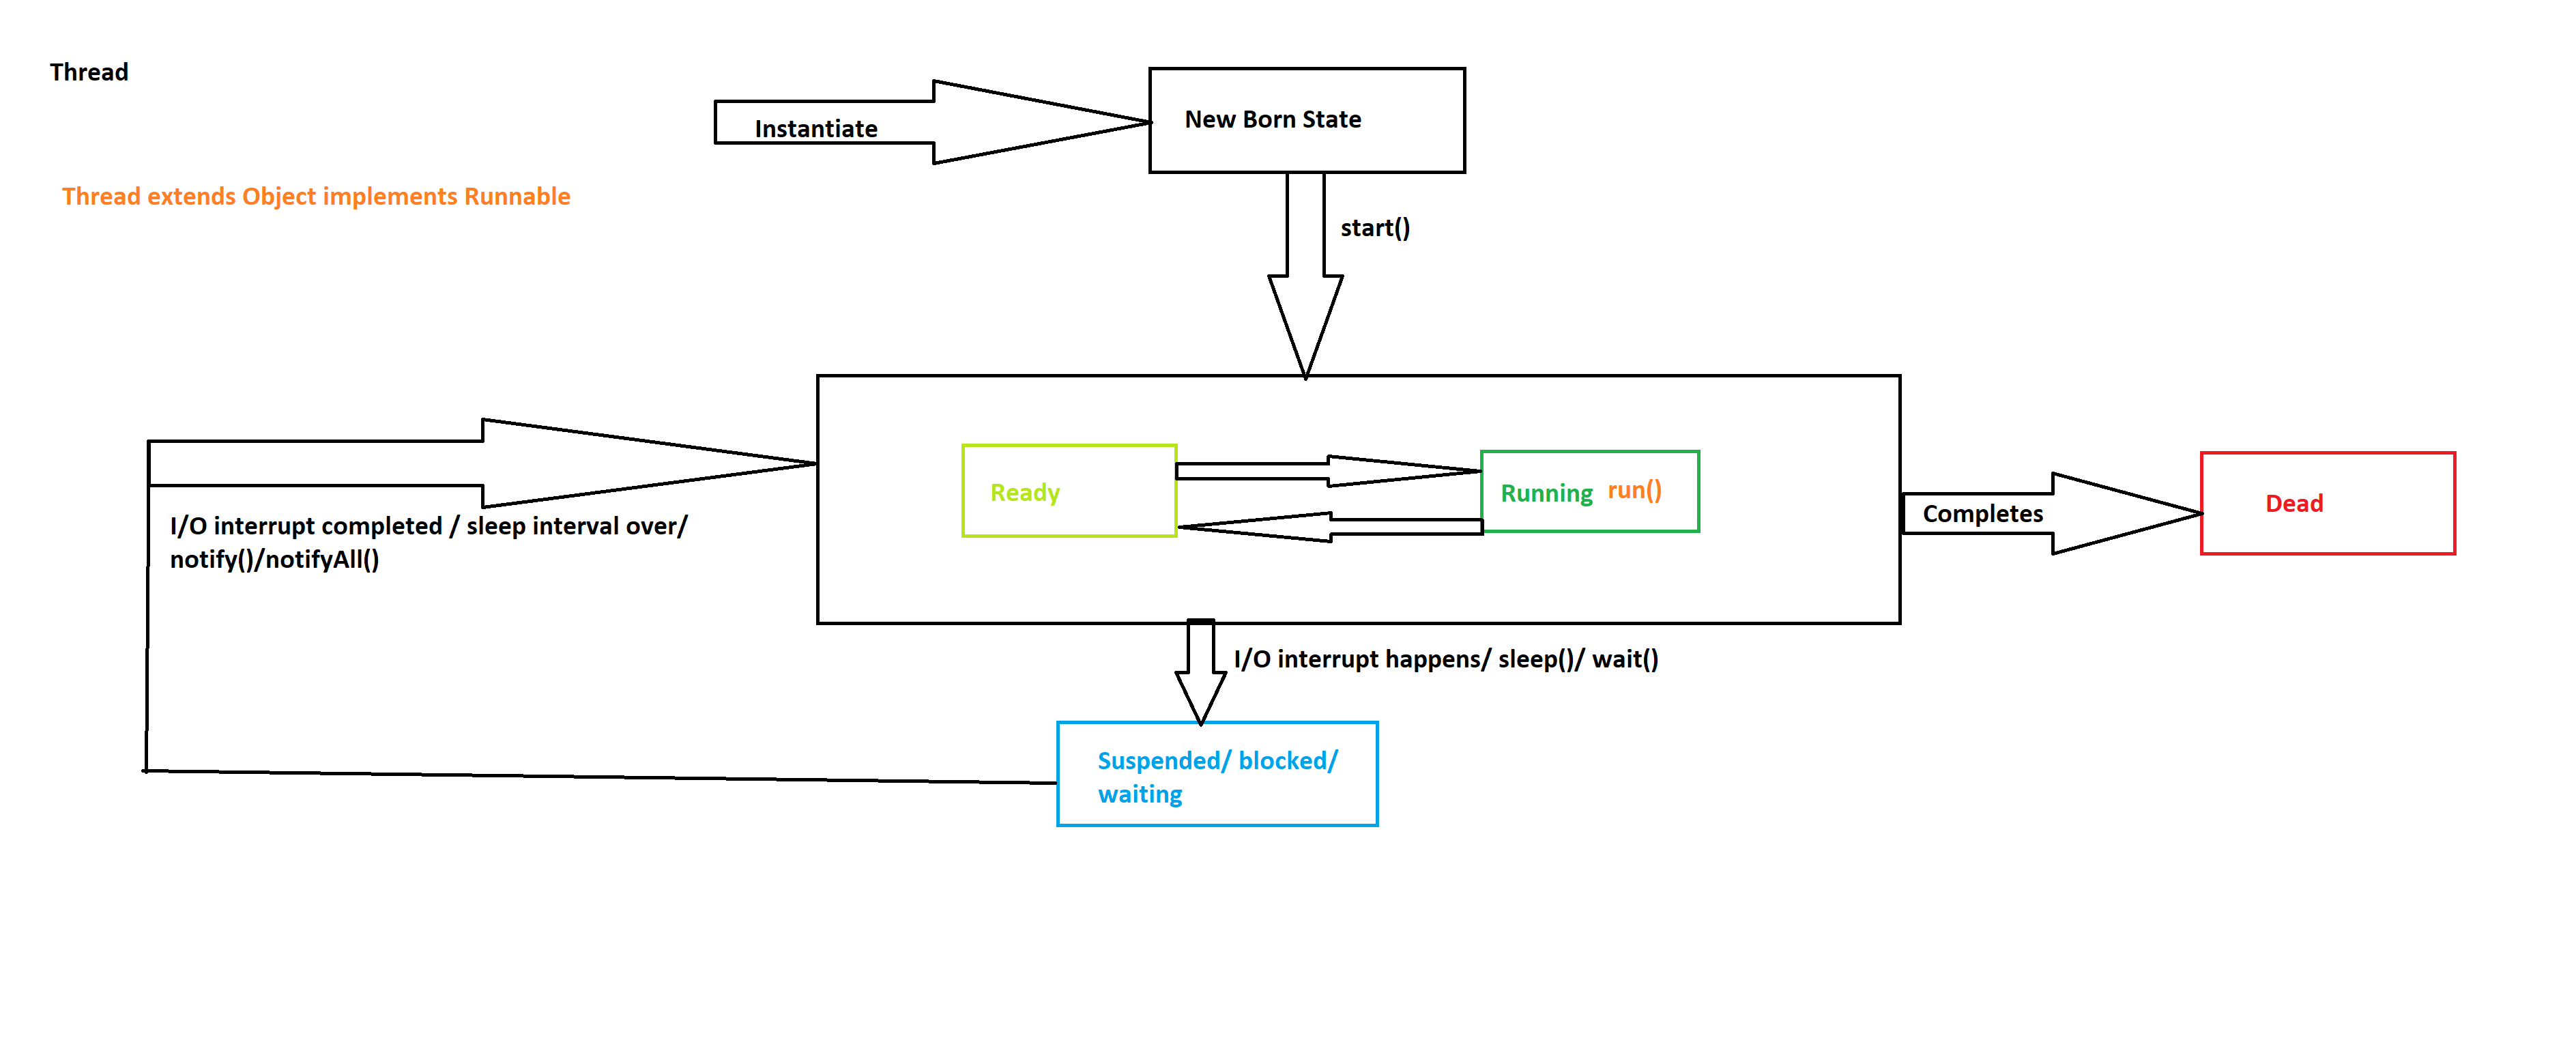 Thread
Instantiate
New Born State
Thread extends Object implements Runnable
start()
Ready
Running run()
Completes
Dead
I/O interrupt completed / sleep interval over/
notify()/notifyAll()
I/O interrupt happens/ sleep()/ wait()
Suspended/ blocked/
waiting